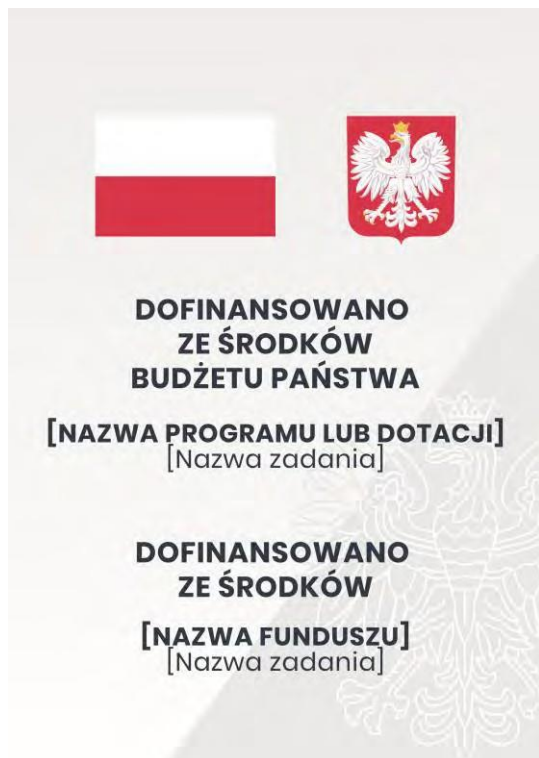 DOFINANSOWANO
ZE ŚRODKÓW
BUDŻETU PAŃSTWA
[NAZWA PROGRAMU LUB DOTACJI]
[Nazwa zadania]
DOFINANSOWANO
ZE ŚRODKÓW
[NAZWA FUNDUSZU]
[Nazwa zadania]